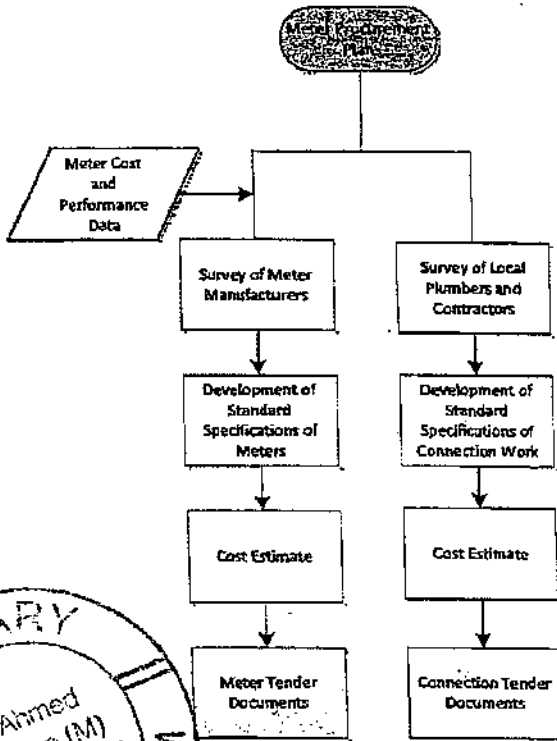 Meter Procurement
Plan
Meter Cost
and
Performance
Data
Survey of Meter
Manufacturers
Survey of Local
Plumbers and
Contractors
Development of
Standard
Specifications of
Meters
Development of
Standard
Specifications of
Connection Work
Cost Estimate
Cost Estimate
Meter Tender
Documents
Connection Tender
Documents
ARY
Ahmed
(M)